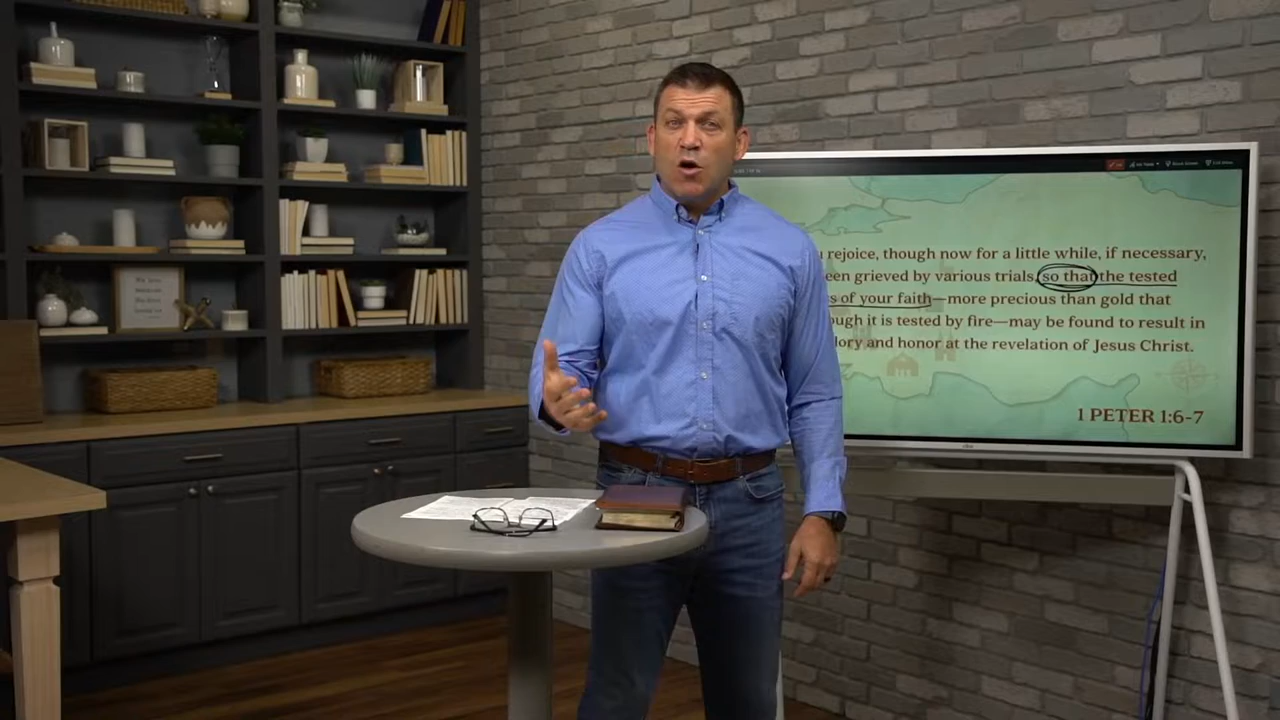 rejoice, though now for a little while, if necessary,
een grieved by various trials, so that the tested
s of your faith—more precious than gold that
ough it is tested by fire—may be found to result in
lory and honor at the revelation of Jesus Christ.
1 PETER 1:6-7